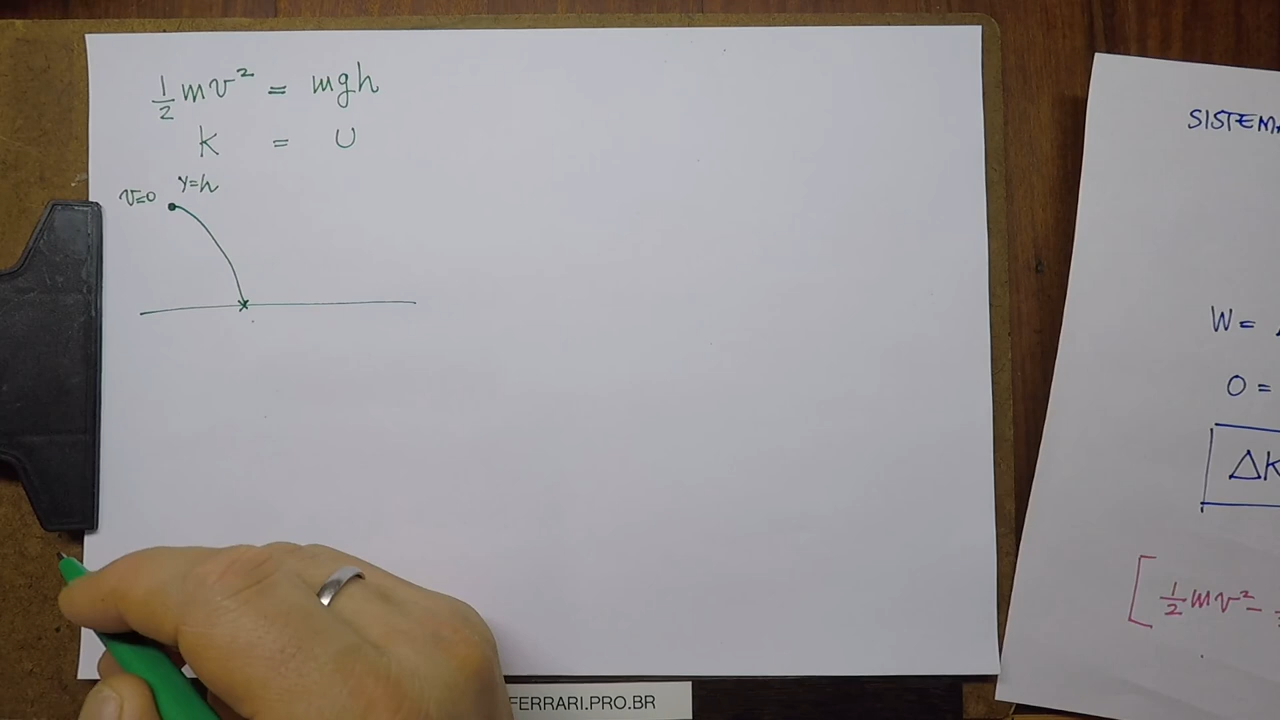 ½mv² = mgh
K = U
v=0 y=h
SISTEM
W =
0 =
ΔK
[½mv² -
FERRARI.PRO.BR